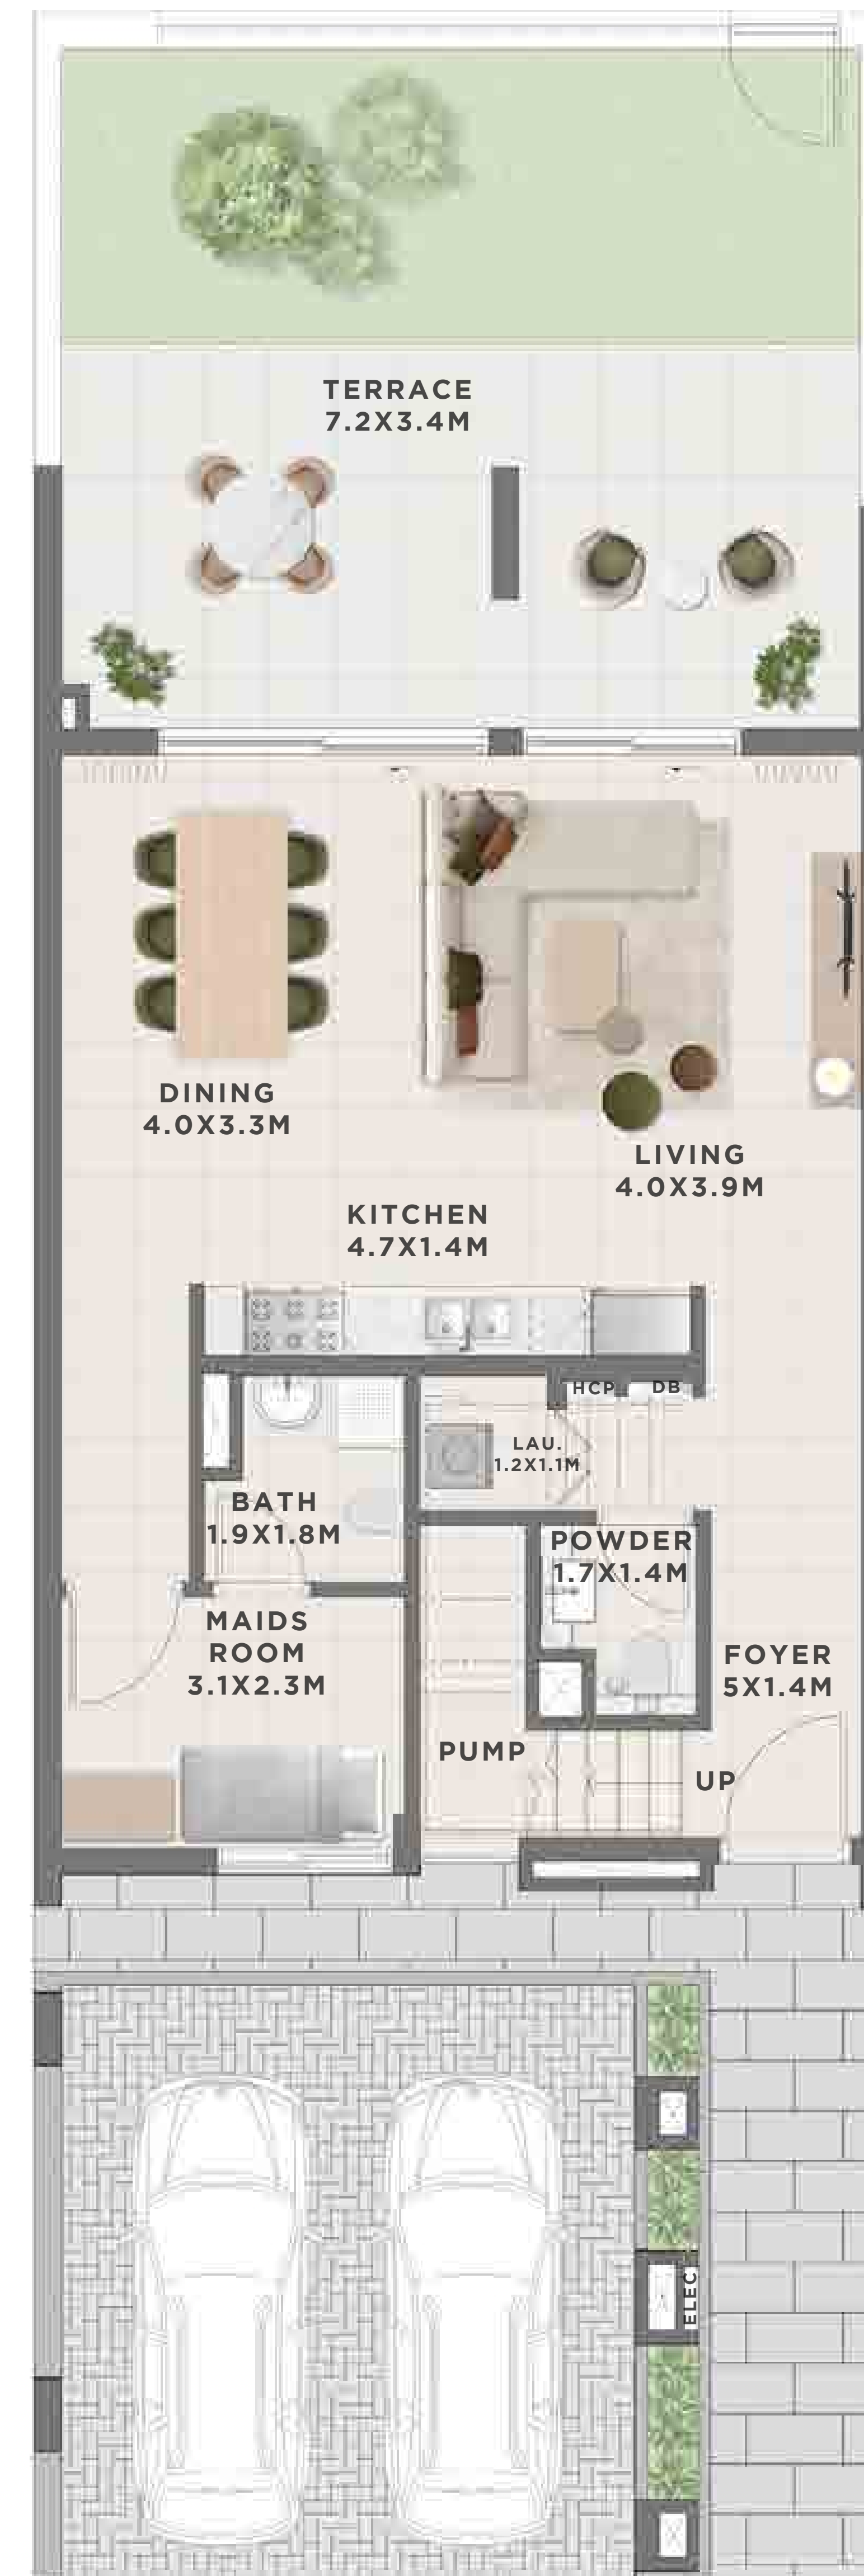 TERRACE
7.2X3.4M
DINING
4.0X3.3M
LIVING
4.0X3.9M
KITCHEN
4.7X1.4M
HCP
DB
LAU.
1.2X1.1M
BATH
1.9X1.8M
POWDER
1.7X1.4M
MAIDS
ROOM
3.1X2.3M
FOYER
5X1.4M
PUMP
UP
ELEC